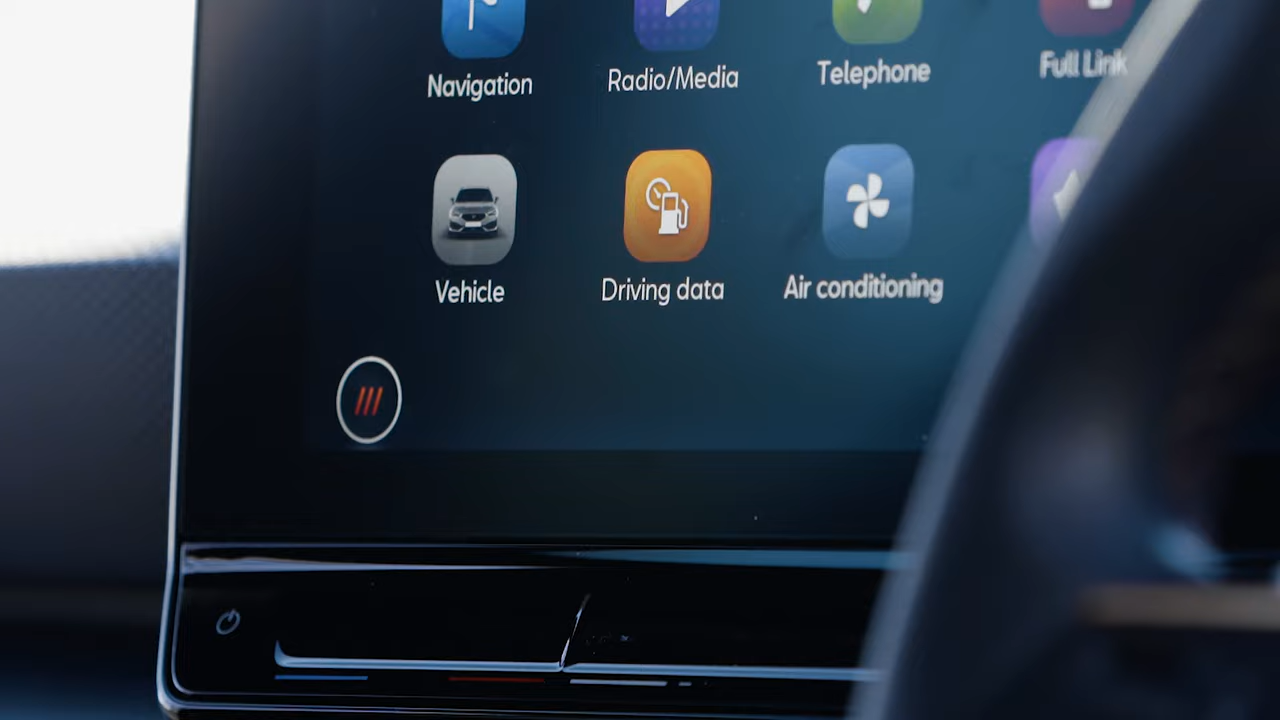 Navigation
Radio/Media
Telephone
Full Link
Vehicle
Driving data
Air conditioning